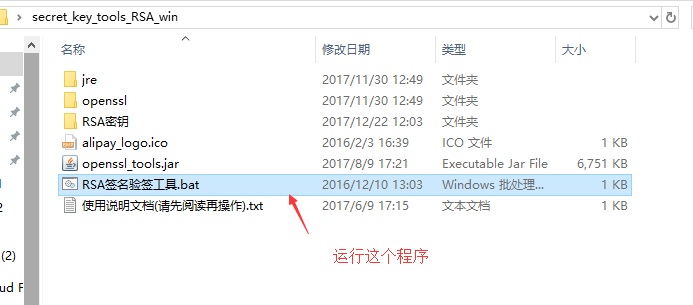 secret_key_tools_RSA_win
名称 修改日期 类型 大小
jre 2017/11/30 12:49 文件夹
openssl 2017/11/30 12:49 文件夹
RSA密钥 2017/12/22 12:03 文件夹
alipay_logo.ico 2016/2/3 16:39 ICO 文件 1 KB
openssl_tools.jar 2017/8/9 17:21 Executable Jar File 6,751 KB
RSA签名验签工具.bat 2016/12/10 13:03 Windows 批处理... 1 KB
使用说明文档(请先阅读再操作).txt 2017/6/9 17:15 文本文档 1 KB
2
(2)
运行这个程序
ud F